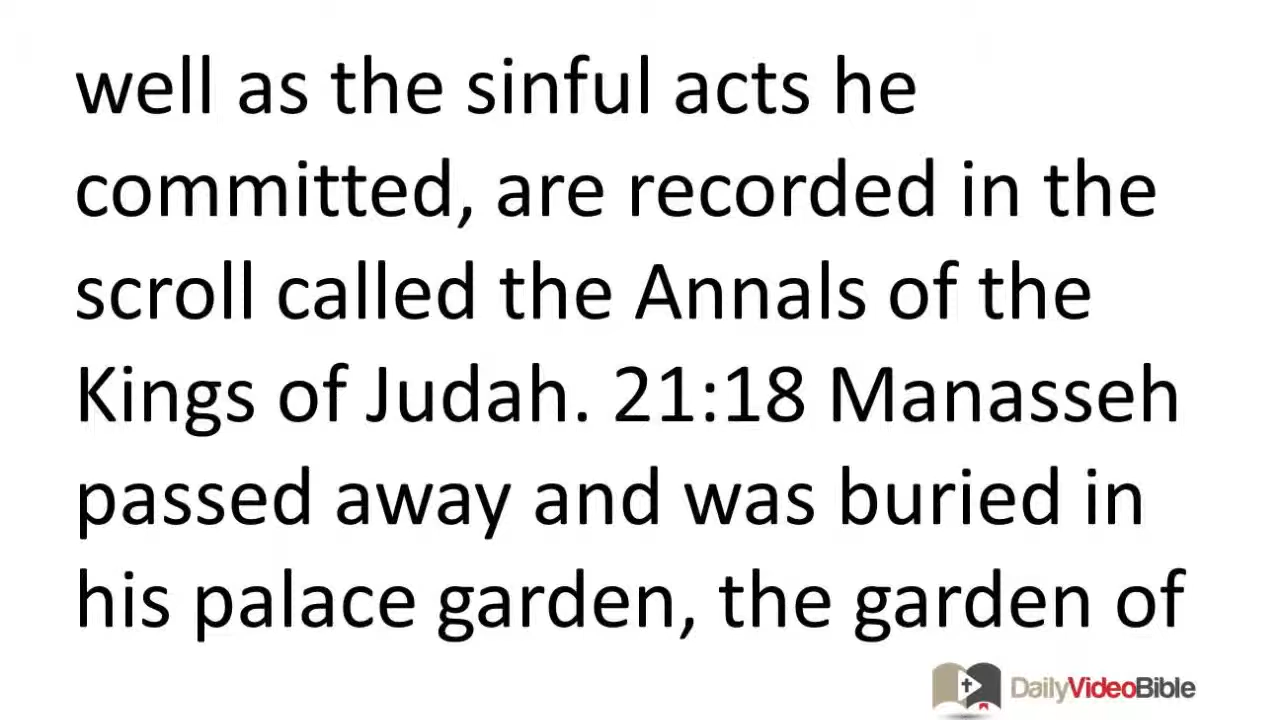 well as the sinful acts he
committed, are recorded in the
scroll called the Annals of the
Kings of Judah. 21:18 Manasseh
passed away and was buried in
his palace garden, the garden of
DailyVideoBible